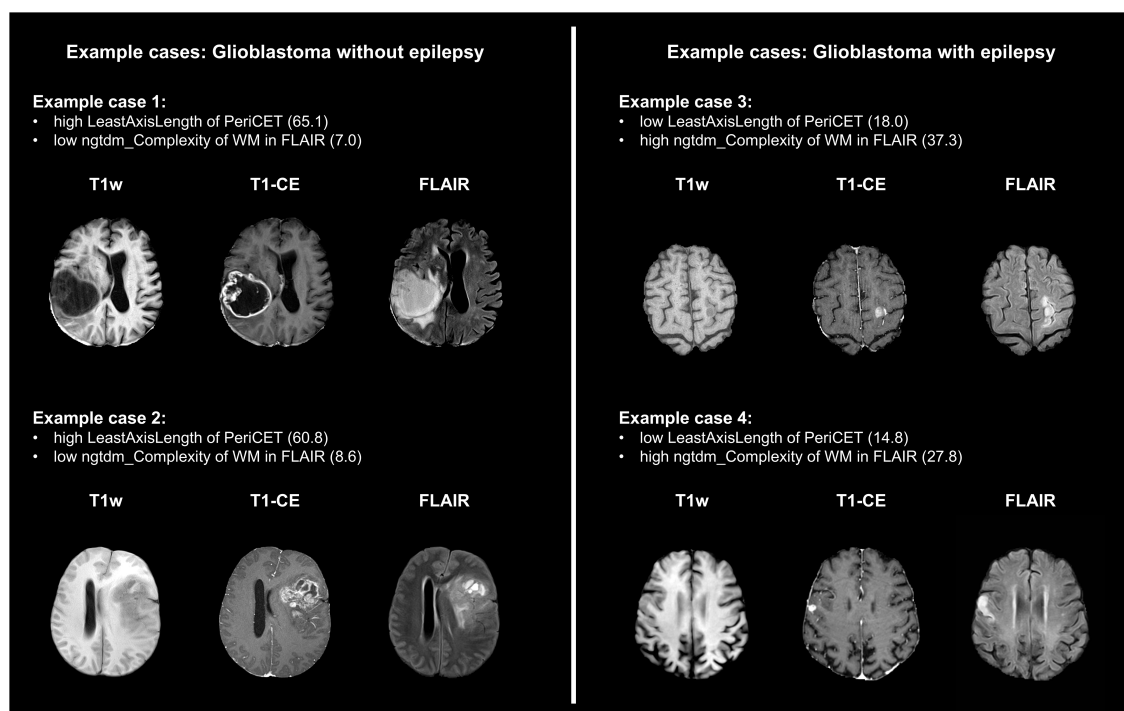 Example cases: Glioblastoma without epilepsy
Example case 1:
• high LeastAxisLength of PeriCET (65.1)
• low ngtdm_Complexity of WM in FLAIR (7.0)
T1w T1-CE FLAIR
Example case 2:
• high LeastAxisLength of PeriCET (60.8)
• low ngtdm_Complexity of WM in FLAIR (8.6)
T1w T1-CE FLAIR
Example cases: Glioblastoma with epilepsy
Example case 3:
• low LeastAxisLength of PeriCET (18.0)
• high ngtdm_Complexity of WM in FLAIR (37.3)
T1w T1-CE FLAIR
Example case 4:
• low LeastAxisLength of PeriCET (14.8)
• high ngtdm_Complexity of WM in FLAIR (27.8)
T1w T1-CE FLAIR